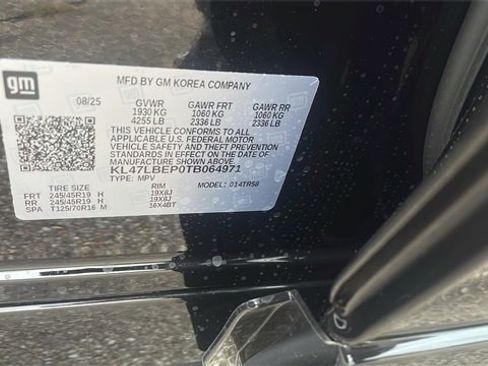 gm
MFD BY GM KOREA COMPANY
08/25 GVWR GAWR FRT GAWR RR
1930 KG 1060 KG 1060 KG
4255 LB 2336 LB 2336 LB
THIS VEHICLE CONFORMS TO ALL
APPLICABLE U.S. FEDERAL MOTOR
VEHICLE SAFETY AND THEFT PREVENTION
STANDARDS IN EFFECT ON THE DATE OF
MANUFACTURE SHOWN ABOVE.
KL47LBEP0TB064971
TYPE: MPV MODEL: 014TR58
TIRE SIZE RIM
FRT 245/45R19 H 19X8J
RR 245/45R19 H 19X8J
SPA T125/70R16 M 16X4BT